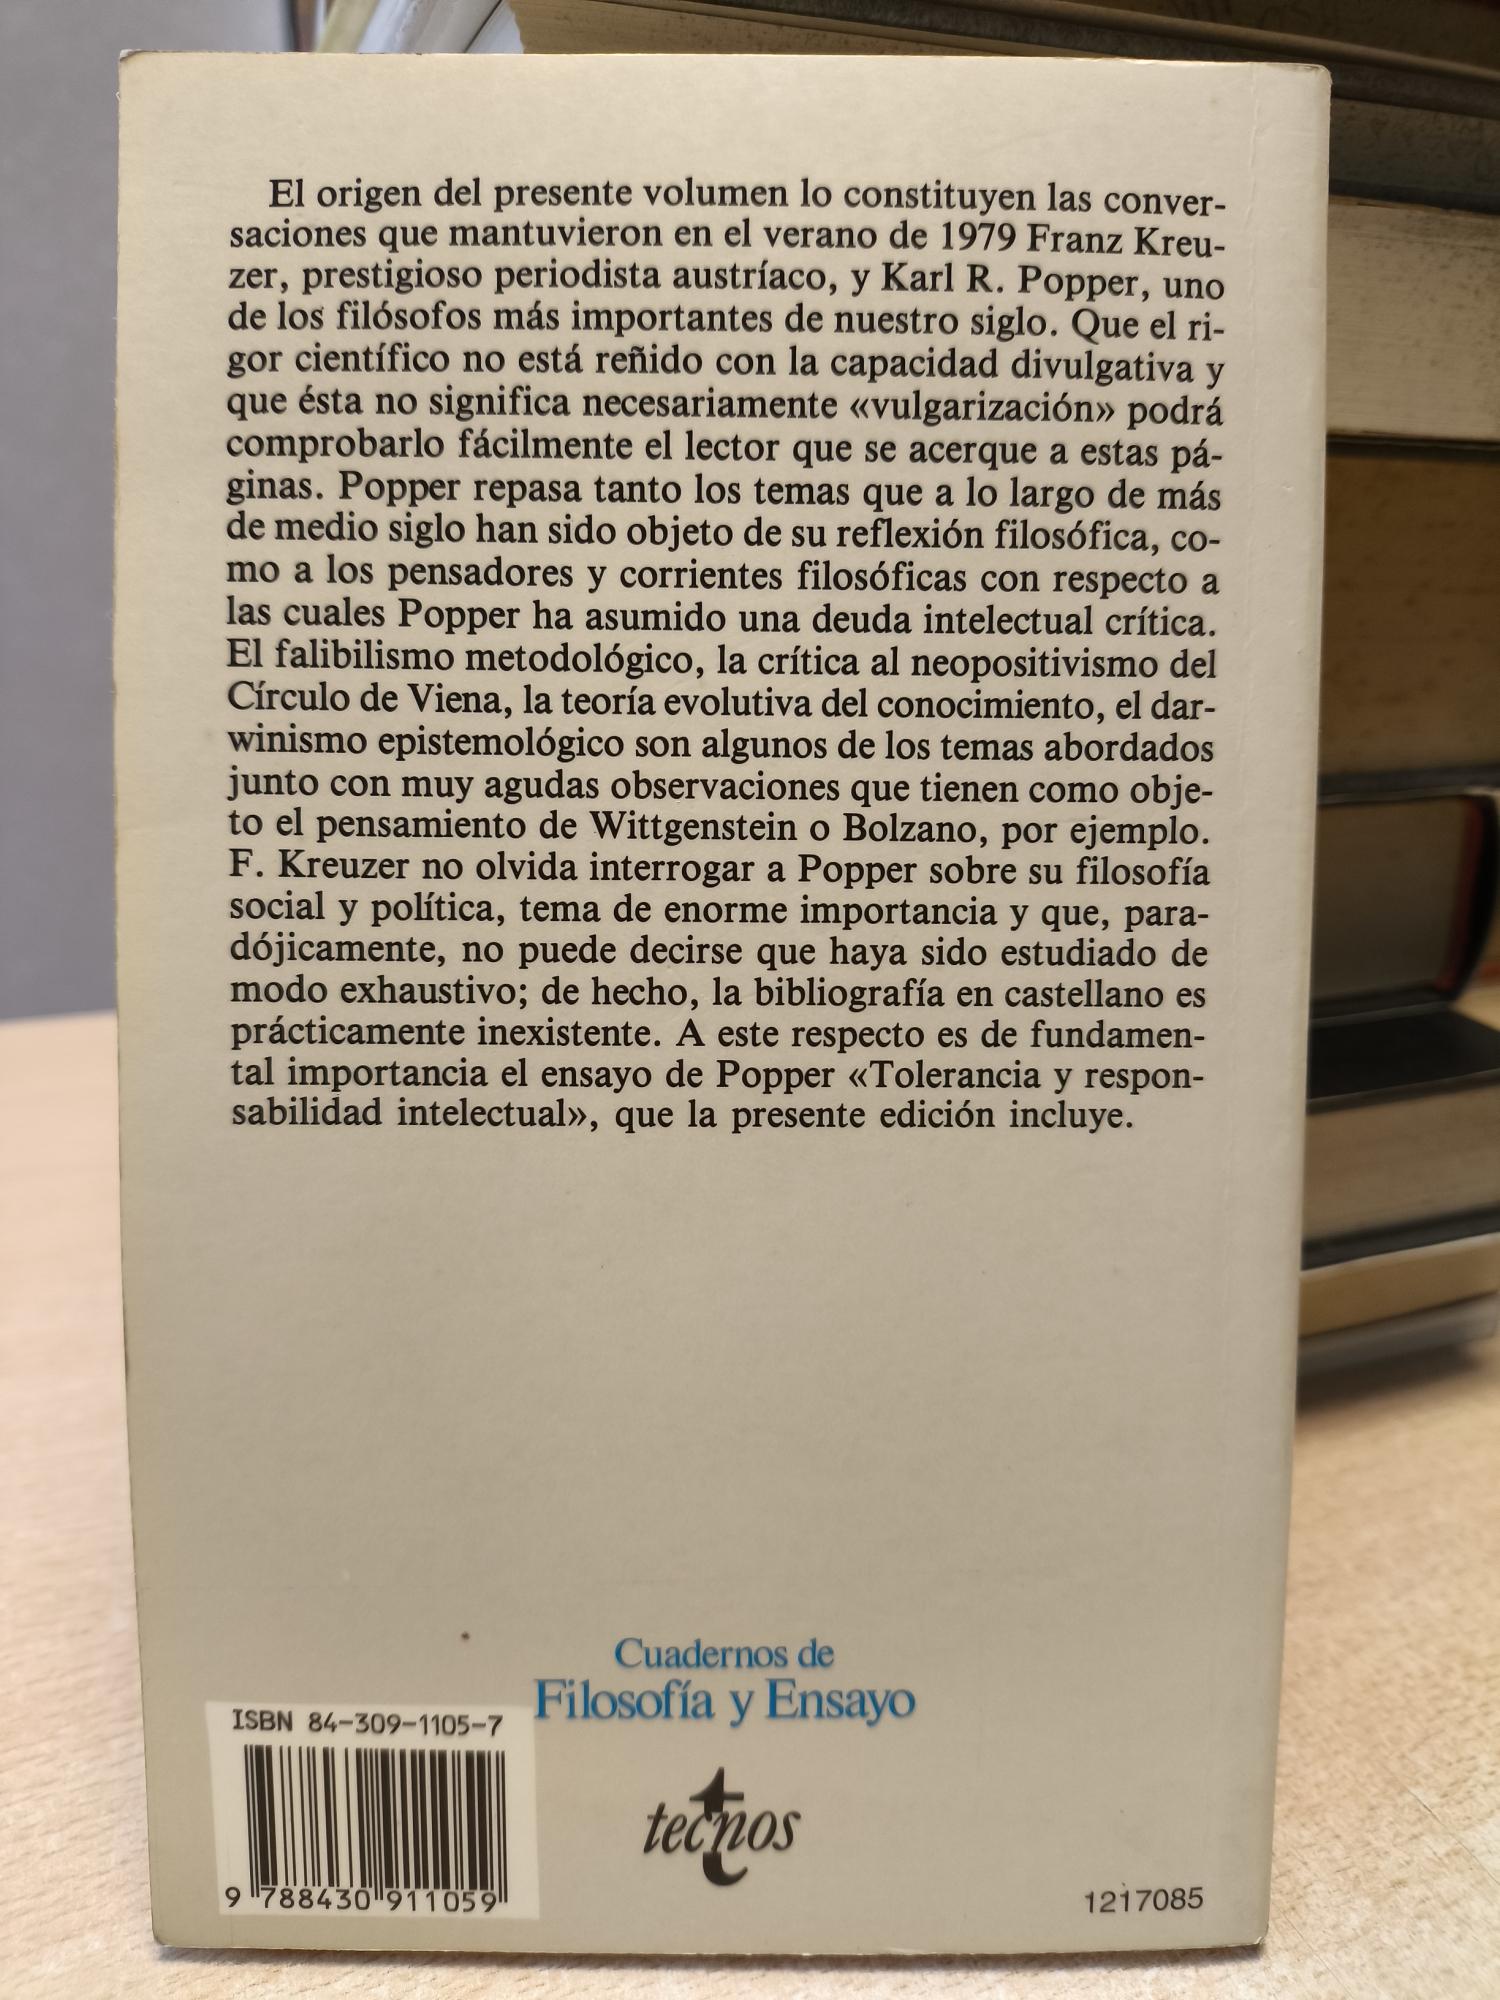 El origen del presente volumen lo constituyen las conver-
saciones que mantuvieron en el verano de 1979 Franz Kreu-
zer, prestigioso periodista austríaco, y Karl R. Popper, uno
de los filósofos más importantes de nuestro siglo. Que el ri-
gor científico no está reñido con la capacidad divulgativa y
que ésta no significa necesariamente «vulgarización» podrá
comprobarlo fácilmente el lector que se acerque a estas pá-
ginas. Popper repasa tanto los temas que a lo largo de más
de medio siglo han sido objeto de su reflexión filosófica, co-
mo a los pensadores y corrientes filosóficas con respecto a
las cuales Popper ha asumido una deuda intelectual crítica.
El falibilismo metodológico, la crítica al neopositivismo del
Círculo de Viena, la teoría evolutiva del conocimiento, el dar-
winismo epistemológico son algunos de los temas abordados
junto con muy agudas observaciones que tienen como obje-
to el pensamiento de Wittgenstein o Bolzano, por ejemplo.
F. Kreuzer no olvida interrogar a Popper sobre su filosofía
social y política, tema de enorme importancia y que, para-
dójicamente, no puede decirse que haya sido estudiado de
modo exhaustivo; de hecho, la bibliografía en castellano es
prácticamente inexistente. A este respecto es de fundamen-
tal importancia el ensayo de Popper «Tolerancia y respon-
sabilidad intelectual», que la presente edición incluye.
Cuadernos de
Filosofía y Ensayo
ISBN 84-309-1105-7
9 788430 911059
tecnos
1217085